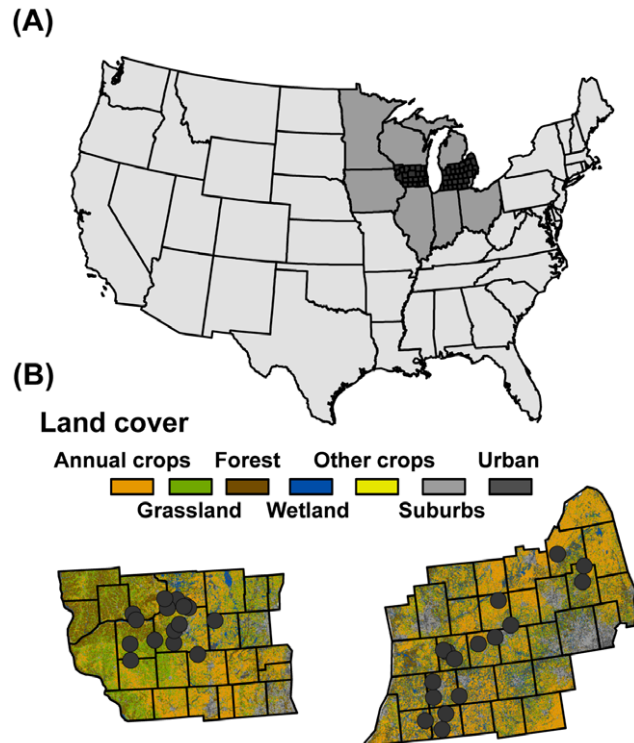 (A)
(B)
Land cover
Annual crops Forest Other crops Urban
Grassland Wetland Suburbs